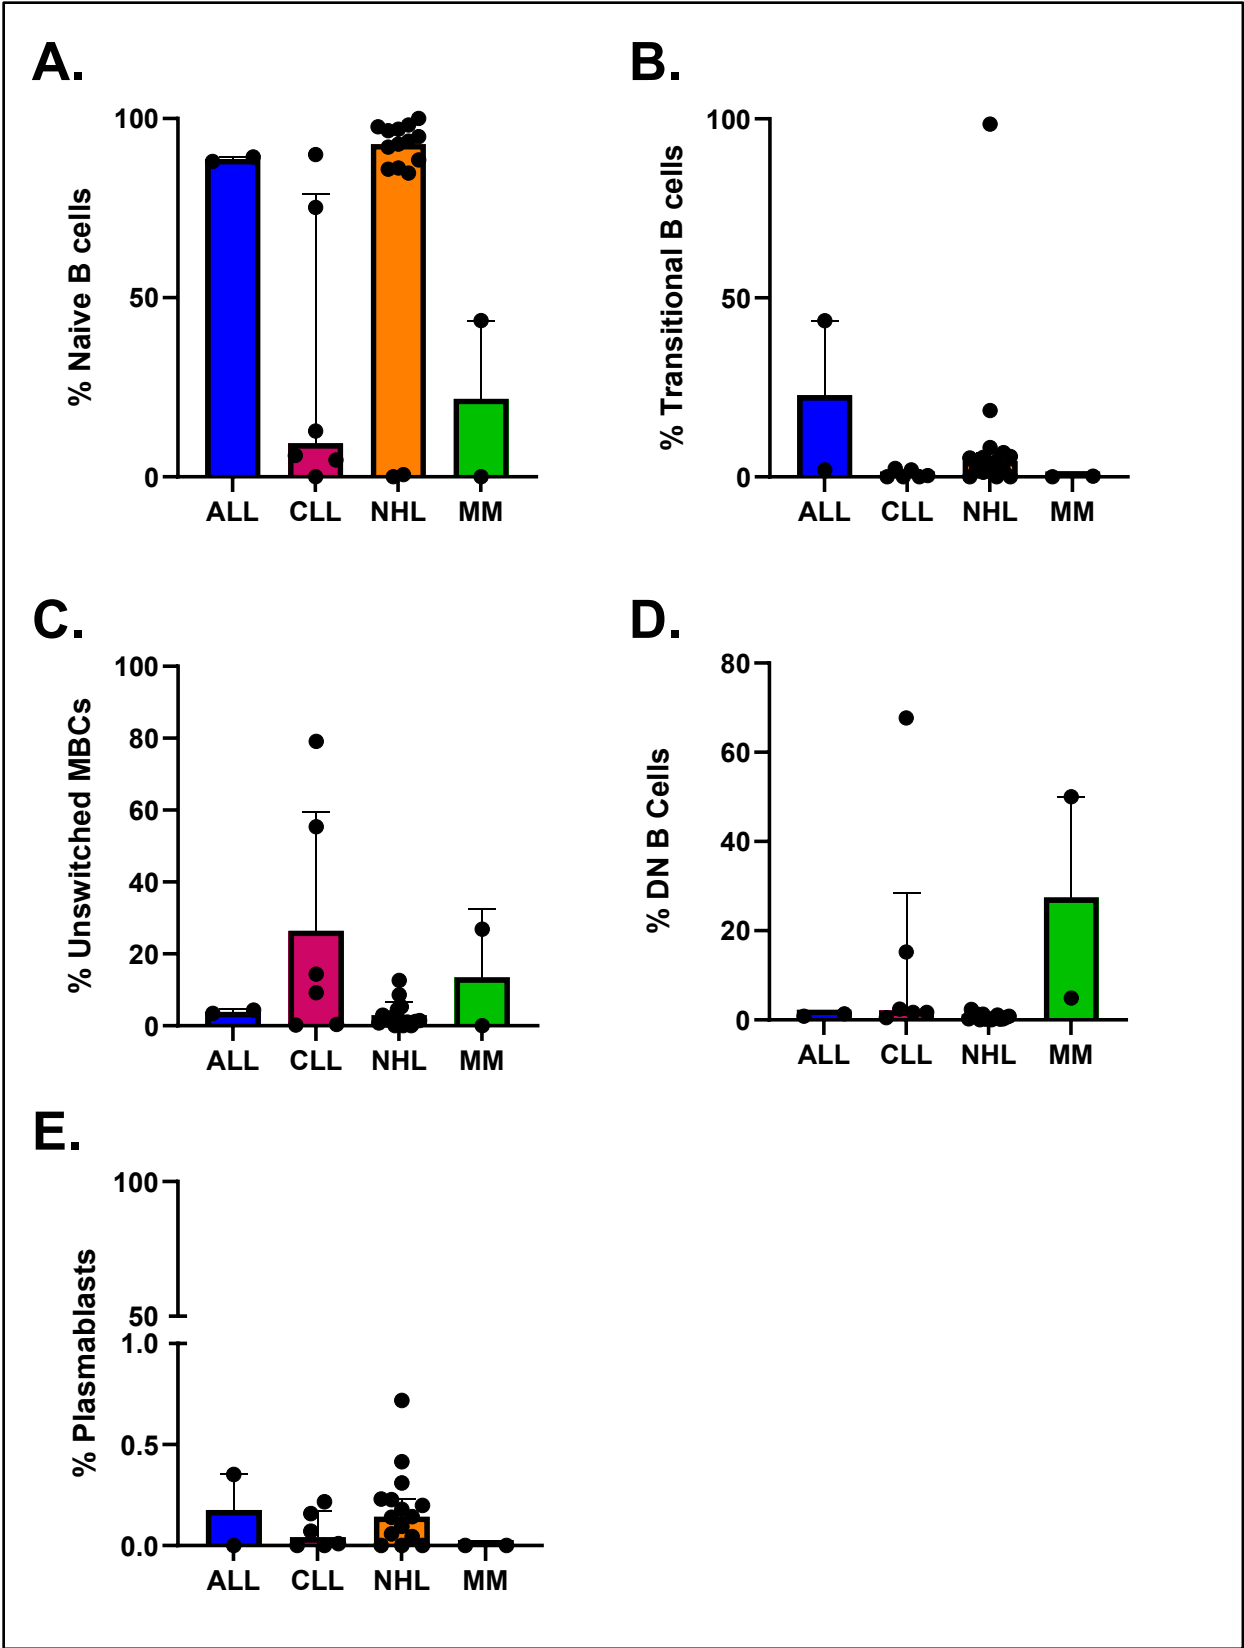 A.
% Naive B cells
100
50
0
ALL CLL NHL MM
B.
% Transitional B cells
100
50
0
ALL CLL NHL MM
C.
% Unswitched MBCs
100
80
60
40
20
0
ALL CLL NHL MM
D.
% DN B Cells
80
60
40
20
0
ALL CLL NHL MM
E.
% Plasmablasts
100
50
1.0
0.5
0.0
ALL CLL NHL MM